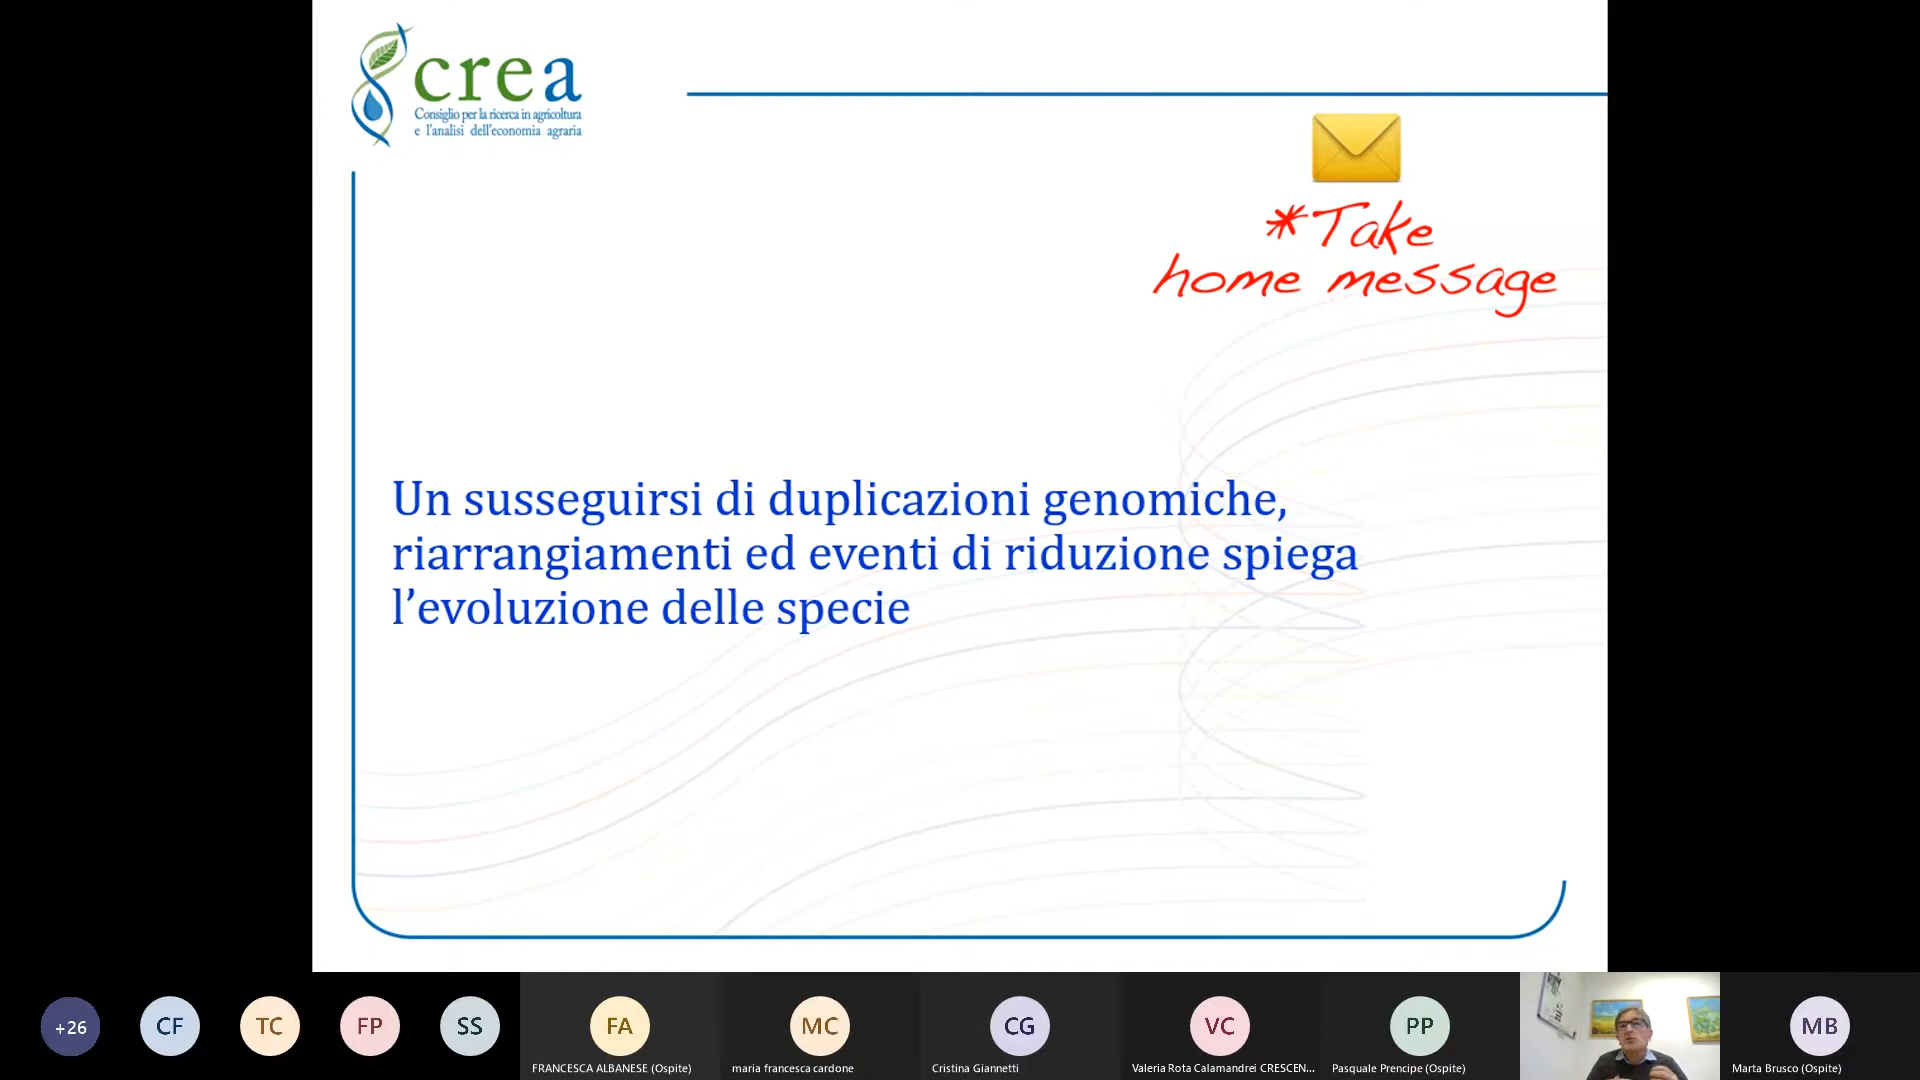 crea
Consiglio per la ricerca in agricoltura
e l'analisi dell'economia agraria
*Take
home message
Un susseguirsi di duplicazioni genomiche,
riarrangiamenti ed eventi di riduzione spiega
l’evoluzione delle specie
+26
CF
TC
FP
SS
FA
MC
CG
VC
PP
MB
FRANCESCA ALBANESE (Ospite)
maria francesca cardone
Cristina Giannetti
Valeria Rota Calamandrei CRESCEN...
Pasquale Prencipe (Ospite)
Marta Brusco (Ospite)